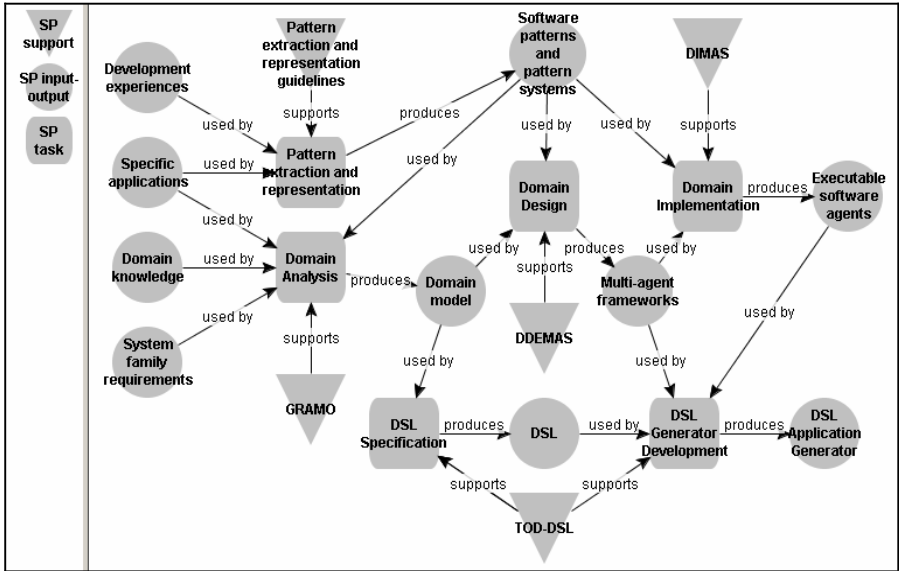 SP
support
SP input-
output
SP
task
Pattern
extraction and
representation
guidelines
Software
patterns
and
pattern
systems
DIMAS
Development
experiences
supports
produces
used by
used by
used by
supports
Specific
applications
used by
Pattern
extraction and
representation
used by
Domain
Design
Domain
Implementation
produces
Executable
software
agents
used by
Domain
knowledge
used by
Domain
Analysis
produces
Domain
model
used by
produces
used by
Multi-agent
frameworks
supports
used by
System
family
requirements
used by
supports
DDEMAS
used by
used by
GRAMO
DSL
Specification
produces
DSL
used by
DSL
Generator
Development
produces
DSL
Application
Generator
supports
supports
TOD-DSL